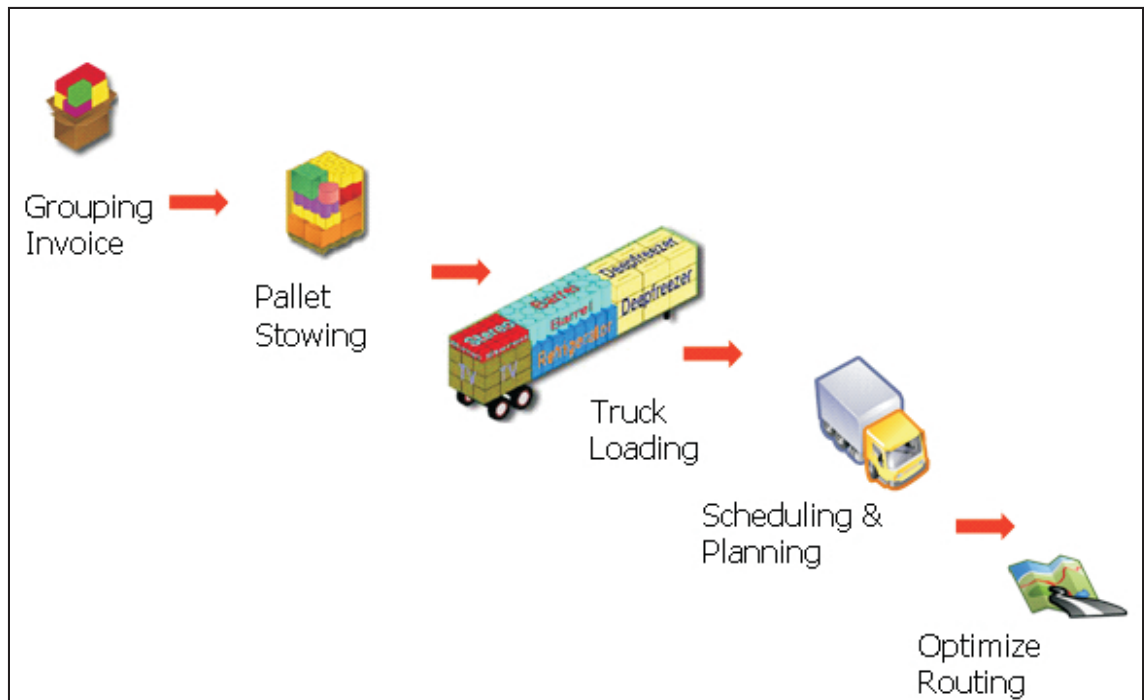 Grouping
Invoice
Pallet
Stowing
Deepfreezer
Deepfreezer
Barrel
Barrel
Stereo
Refrigerator
TV
TV
Truck
Loading
Scheduling &
Planning
Optimize
Routing